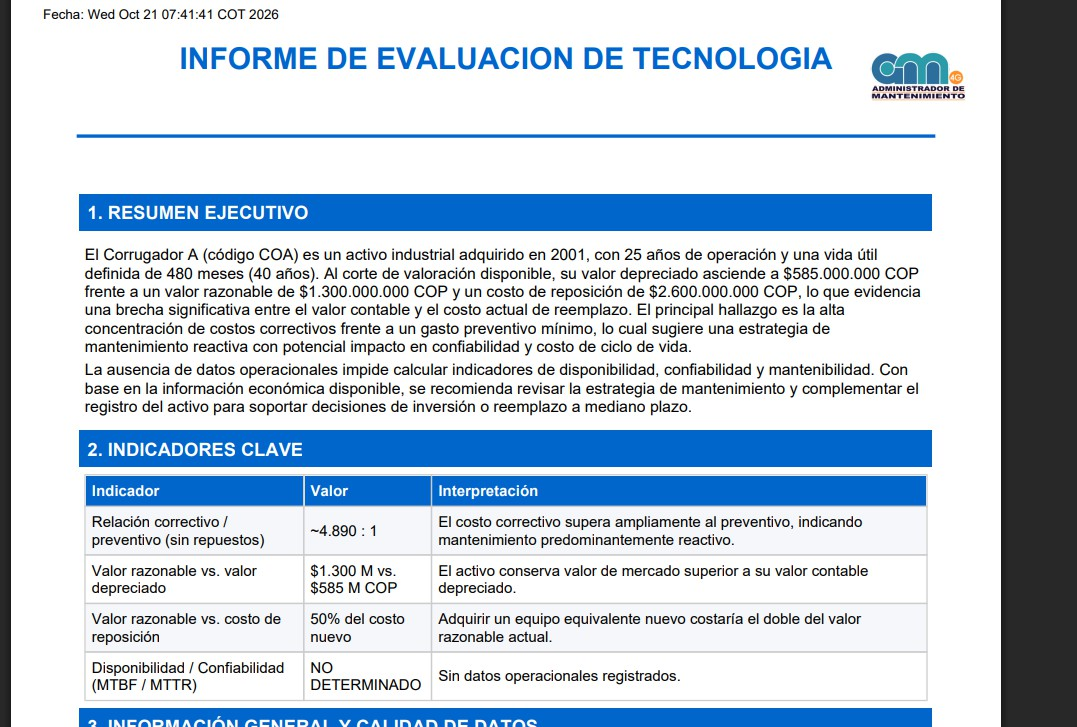 Fecha: Wed Oct 21 07:41:41 COT 2026
INFORME DE EVALUACION DE TECNOLOGIA
am
4G
ADMINISTRADOR DE
MANTENIMIENTO
1. RESUMEN EJECUTIVO
El Corrugador A (código COA) es un activo industrial adquirido en 2001, con 25 años de operación y una vida útil
definida de 480 meses (40 años). Al corte de valoración disponible, su valor depreciado asciende a $585.000.000 COP
frente a un valor razonable de $1.300.000.000 COP y un costo de reposición de $2.600.000.000 COP, lo que evidencia
una brecha significativa entre el valor contable y el costo actual de reemplazo. El principal hallazgo es la alta
concentración de costos correctivos frente a un gasto preventivo mínimo, lo cual sugiere una estrategia de
mantenimiento reactiva con potencial impacto en confiabilidad y costo de ciclo de vida.
La ausencia de datos operacionales impide calcular indicadores de disponibilidad, confiabilidad y mantenibilidad. Con
base en la información económica disponible, se recomienda revisar la estrategia de mantenimiento y complementar el
registro del activo para soportar decisiones de inversión o reemplazo a mediano plazo.
2. INDICADORES CLAVE
Indicador Valor Interpretación
Relación correctivo /
preventivo (sin repuestos)
~4.890 : 1
El costo correctivo supera ampliamente al preventivo, indicando
mantenimiento predominantemente reactivo.
Valor razonable vs. valor
depreciado
$1.300 M vs.
$585 M COP
El activo conserva valor de mercado superior a su valor contable
depreciado.
Valor razonable vs. costo de
reposición
50% del costo
nuevo
Adquirir un equipo equivalente nuevo costaría el doble del valor
razonable actual.
Disponibilidad / Confiabilidad
(MTBF / MTTR)
NO
DETERMINADO
Sin datos operacionales registrados.
3. INFORMACIÓN GENERAL Y CALIDAD DE DATOS